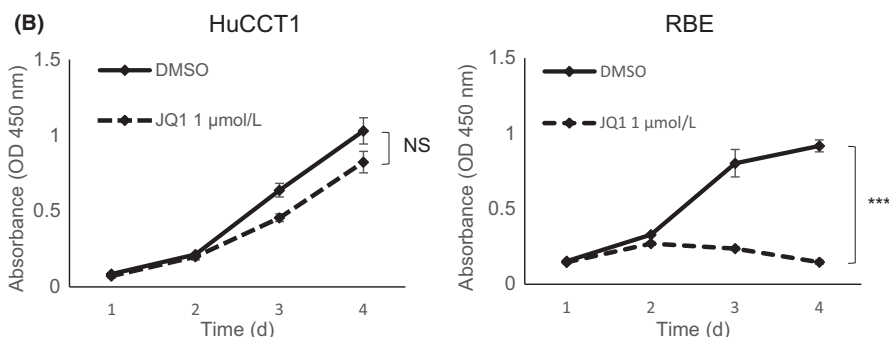 (B)
HuCCT1
1.5
1
0.5
0
Absorbance (OD 450 nm)
DMSO
JQ1 1 μmol/L
NS
1 2 3 4
Time (d)
RBE
1.5
1
0.5
0
Absorbance (OD 450 nm)
DMSO
JQ1 1 μmol/L
***
1 2 3 4
Time (d)